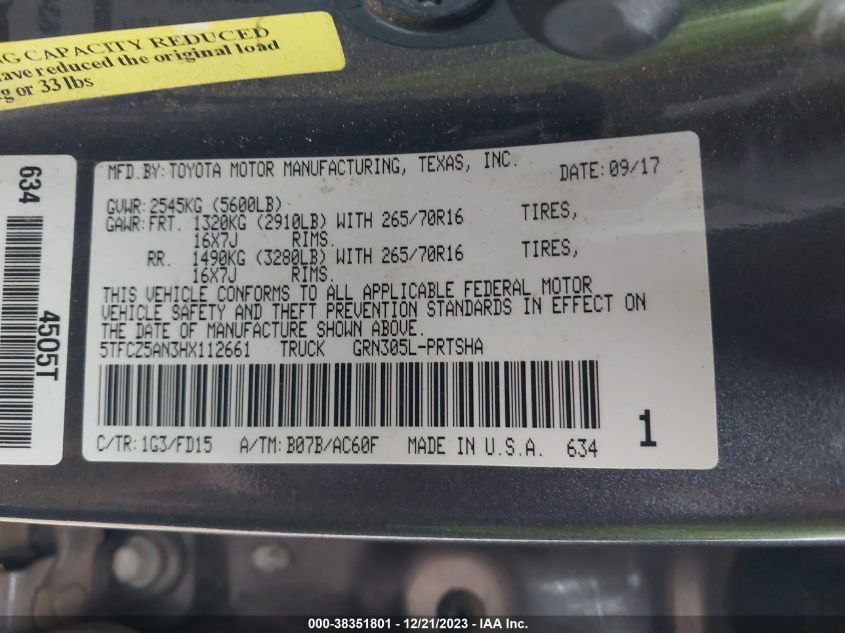 G CAPACITY REDUCED
have reduced the original load
g or 33 lbs
634
4505T
MFD.BY:TOYOTA MOTOR MANUFACTURING, TEXAS, INC. DATE:09/17
GVWR:2545KG (5600LB)
GAWR:FRT. 1320KG (2910LB) WITH 265/70R16 TIRES,
16X7J RIMS.
RR. 1490KG (3280LB) WITH 265/70R16 TIRES,
16X7J RIMS.
THIS VEHICLE CONFORMS TO ALL APPLICABLE FEDERAL MOTOR
VEHICLE SAFETY AND THEFT PREVENTION STANDARDS IN EFFECT ON
THE DATE OF MANUFACTURE SHOWN ABOVE.
5TFCZ5AN3HX112661 TRUCK GRN305L-PRTSHA
C/TR:1G3/FD15 A/TM:B07B/AC60F MADE IN U.S.A. 634
1
000-38351801 - 12/21/2023 - IAA Inc.